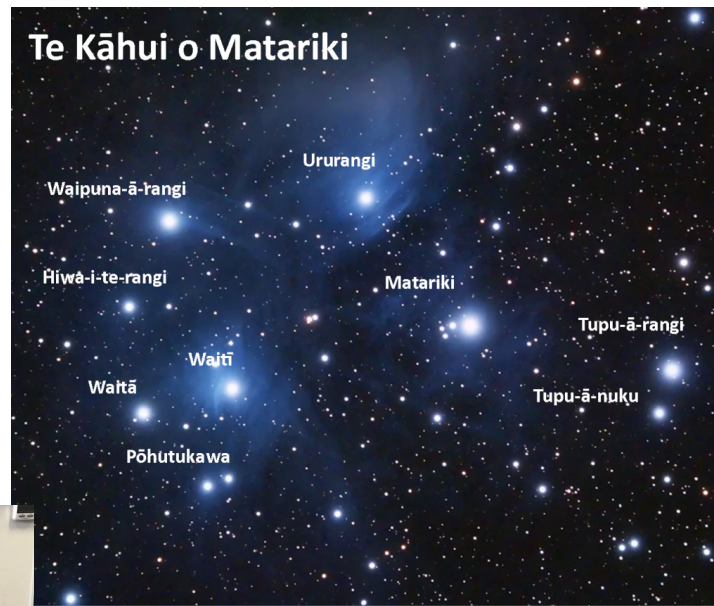 Te Kāhui o Matariki
Ururangi
Waipuna-ā-rangi
Hiwa-i-te-rangi
Matariki
Tupu-ā-rangi
Waitī
Waitā
Tupu-ā-nuku
Pōhutukawa